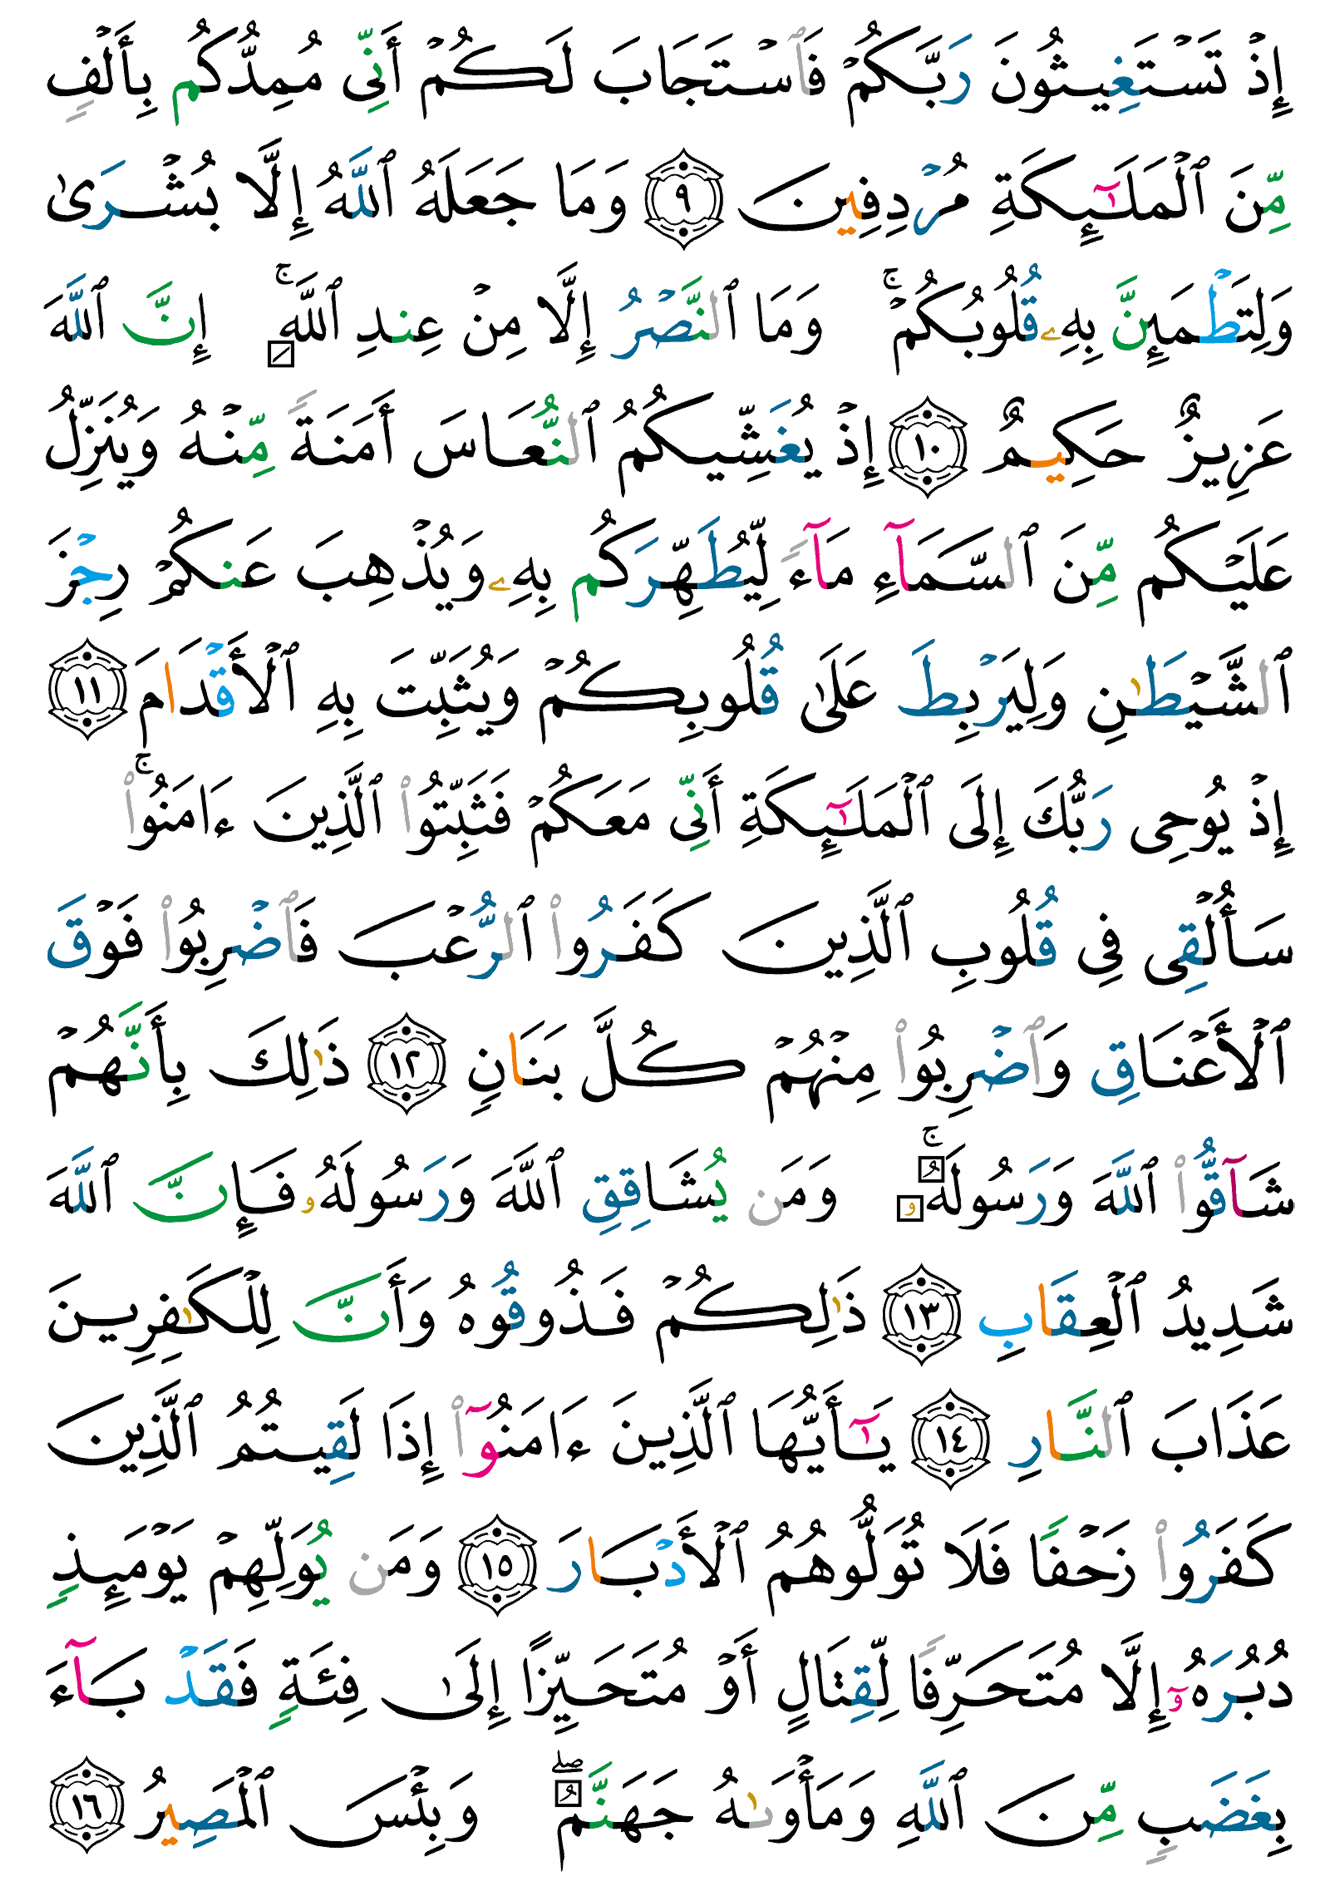 إِذْ تَسْتَغِيثُونَ رَبَّكُمْ فَٱسْتَجَابَ لَكُمْ أَنِّى مُمِدُّكُم بِأَلْفٍ
مِّنَ ٱلْمَلَـٰٓئِكَةِ مُرْدِفِينَ ٩ وَمَا جَعَلَهُ ٱللَّهُ إِلَّا بُشْرَىٰ
وَلِتَطْمَئِنَّ بِهِۦ قُلُوبُكُمْ ۚ وَمَا ٱلنَّصْرُ إِلَّا مِنْ عِندِ ٱللَّهِ ۚ إِنَّ ٱللَّهَ
عَزِيزٌ حَكِيمٌ ١٠ إِذْ يُغَشِّيكُمُ ٱلنُّعَاسَ أَمَنَةً مِّنْهُ وَيُنَزِّلُ
عَلَيْكُم مِّنَ ٱلسَّمَآءِ مَآءً لِّيُطَهِّرَكُم بِهِۦ وَيُذْهِبَ عَنكُمْ رِجْزَ
ٱلشَّيْطَـٰنِ وَلِيَرْبِطَ عَلَىٰ قُلُوبِكُمْ وَيُثَبِّتَ بِهِ ٱلْأَقْدَامَ ١١
إِذْ يُوحِى رَبُّكَ إِلَى ٱلْمَلَـٰٓئِكَةِ أَنِّى مَعَكُمْ فَثَبِّتُوا۟ ٱلَّذِينَ ءَامَنُوا۟ ۚ
سَأُلْقِى فِى قُلُوبِ ٱلَّذِينَ كَفَرُوا۟ ٱلرُّعْبَ فَٱضْرِبُوا۟ فَوْقَ
ٱلْأَعْنَاقِ وَٱضْرِبُوا۟ مِنْهُمْ كُلَّ بَنَانٍ ١٢ ذَٰلِكَ بِأَنَّهُمْ
شَآقُّوا۟ ٱللَّهَ وَرَسُولَهُۥ ۚ وَمَن يُشَاقِقِ ٱللَّهَ وَرَسُولَهُۥ فَإِنَّ ٱللَّهَ
شَدِيدُ ٱلْعِقَابِ ١٣ ذَٰلِكُمْ فَذُوقُوهُ وَأَنَّ لِلْكَـٰفِرِينَ
عَذَابَ ٱلنَّارِ ١٤ يَـٰٓأَيُّهَا ٱلَّذِينَ ءَامَنُوٓا۟ إِذَا لَقِيتُمُ ٱلَّذِينَ
كَفَرُوا۟ زَحْفًا فَلَا تُوَلُّوهُمُ ٱلْأَدْبَارَ ١٥ وَمَن يُوَلِّهِمْ يَوْمَئِذٍ
دُبُرَهُۥٓ إِلَّا مُتَحَرِّفًا لِّقِتَالٍ أَوْ مُتَحَيِّزًا إِلَىٰ فِئَةٍ فَقَدْ بَآءَ
بِغَضَبٍ مِّنَ ٱللَّهِ وَمَأْوَىٰهُ جَهَنَّمُ ۖ وَبِئْسَ ٱلْمَصِيرُ ١٦